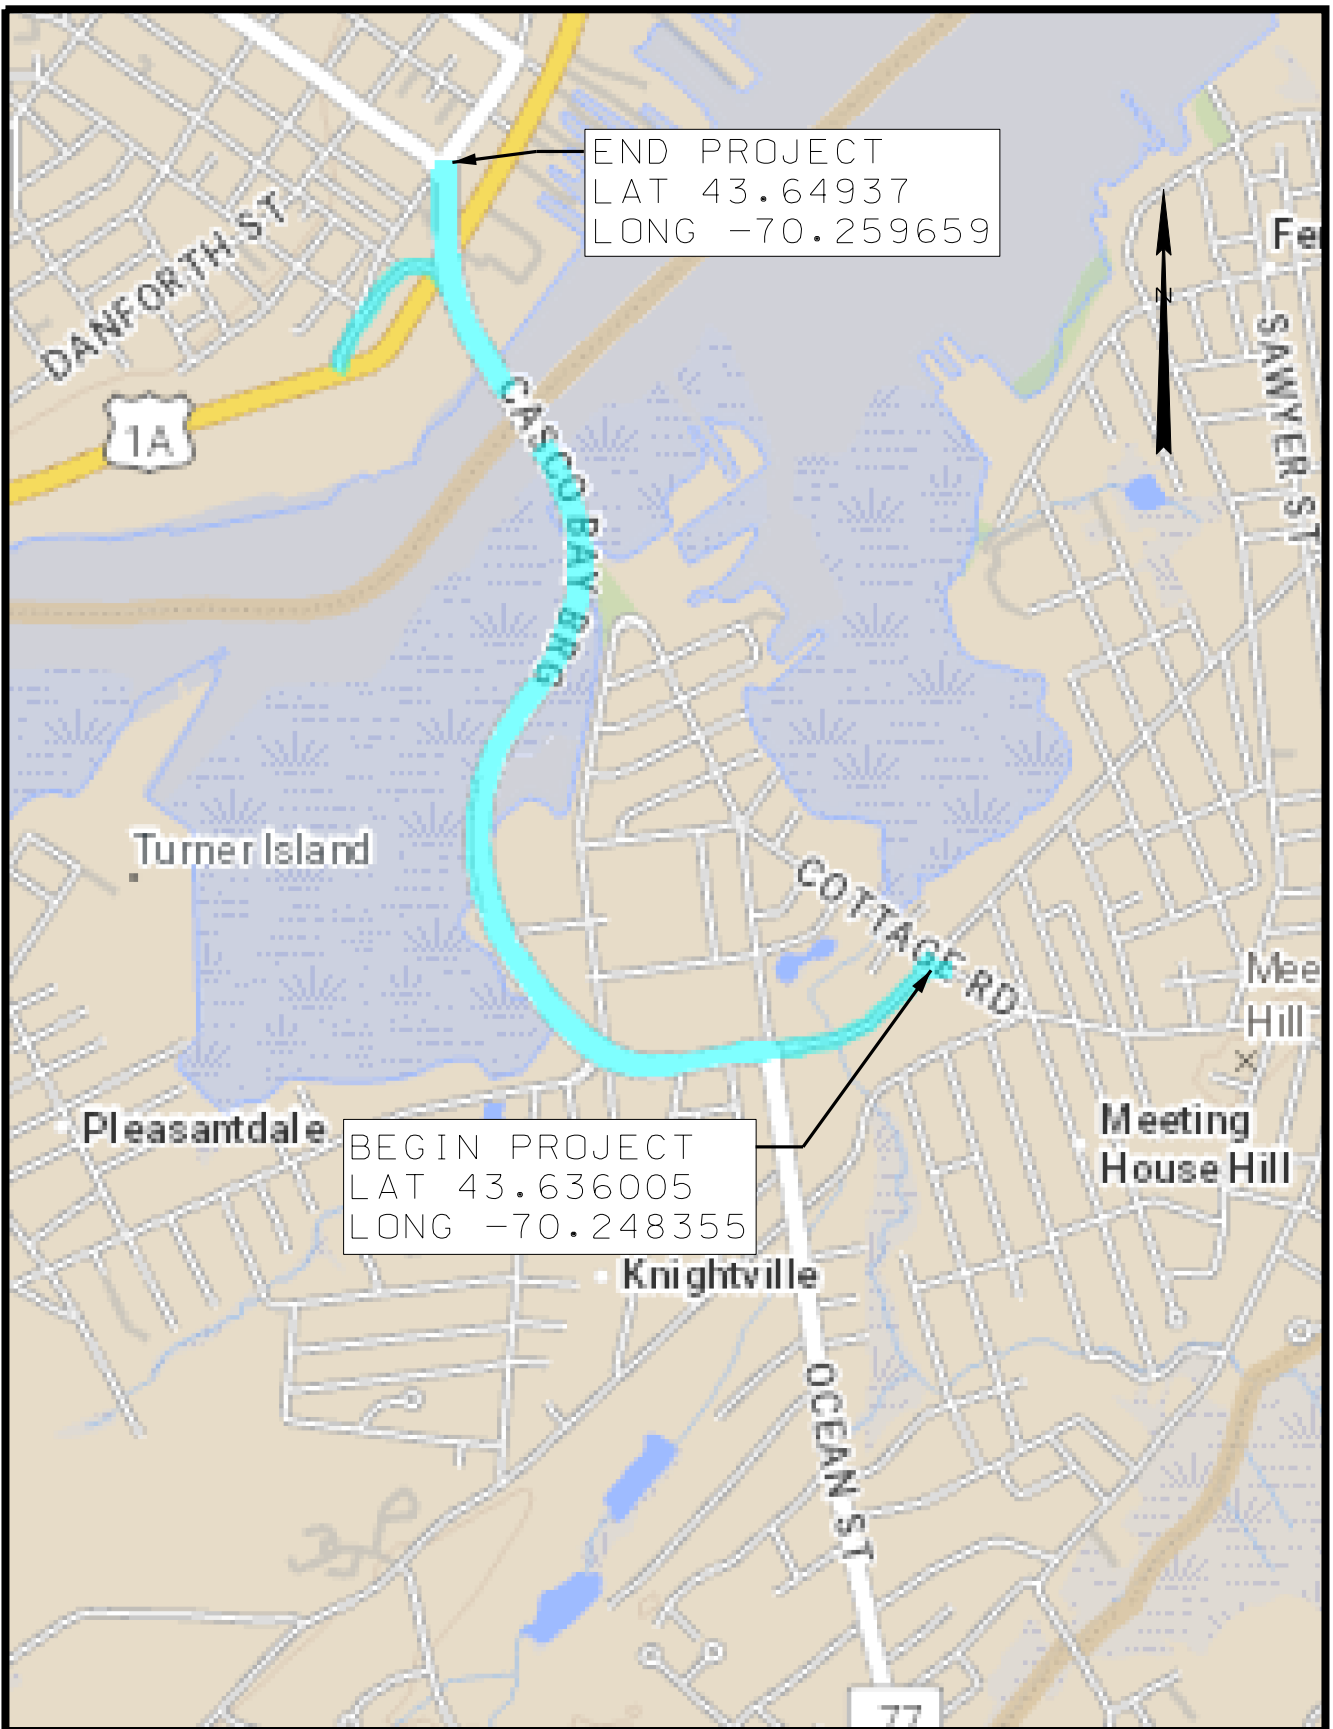 END PROJECT
LAT 43.64937
LONG -70.259659
DANFORTH ST
Fer
N
SAWYER ST
1A
CASCO BAY BRG
Turner Island
COTTAGE RD
Mee
Hill
Pleasantdale
BEGIN PROJECT
LAT 43.636005
LONG -70.248355
Meeting
House Hill
Knightville
OCEAN ST
77